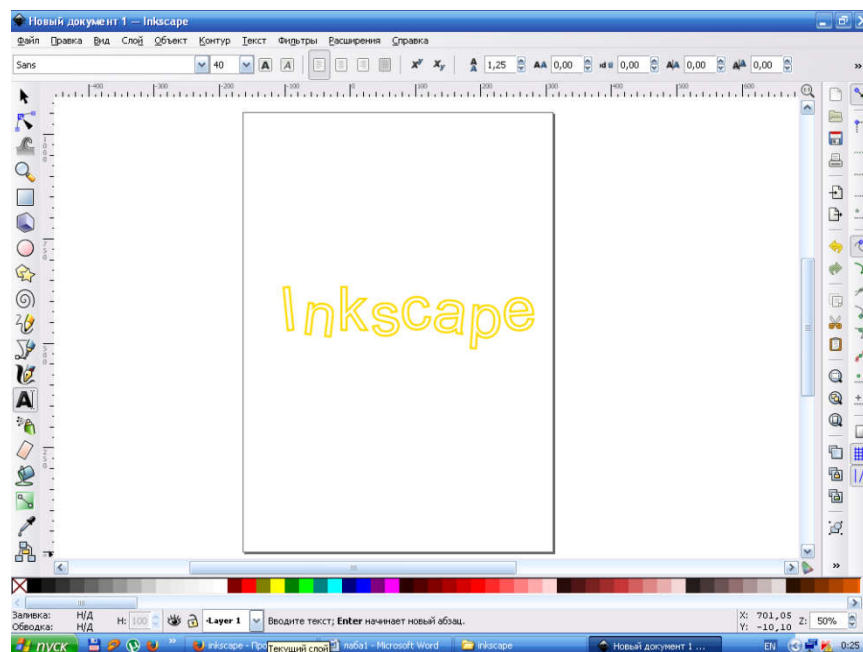 Новый документ 1 — Inkscape
Файл Правка Вид Слой Объект Контур Текст Фильтры Расширения Справка
Sans 40 1,25 0,00 0,00 0,00 0,00
Inkscape
Заливка: Н/Д
Обводка: Н/Д
Н: 100
Layer 1
Вводите текст; Enter начинает новый абзац.
X: 701,05
Y: -10,10
Z: 50%
пуск
inkscape - Про
Текущий слой
лаба1 - Microsoft Word
inkscape
Новый документ 1 ...
EN
0:25